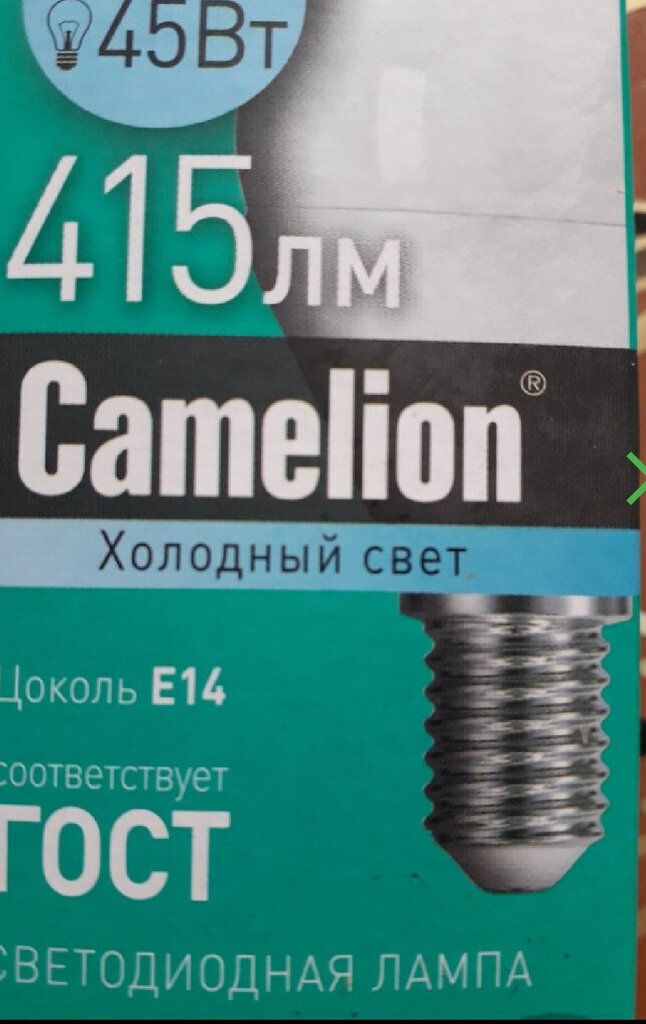 45Вт
415лм
Camelion®
Холодный свет
Цоколь E14
соответствует
ГОСТ
СВЕТОДИОДНАЯ ЛАМПА